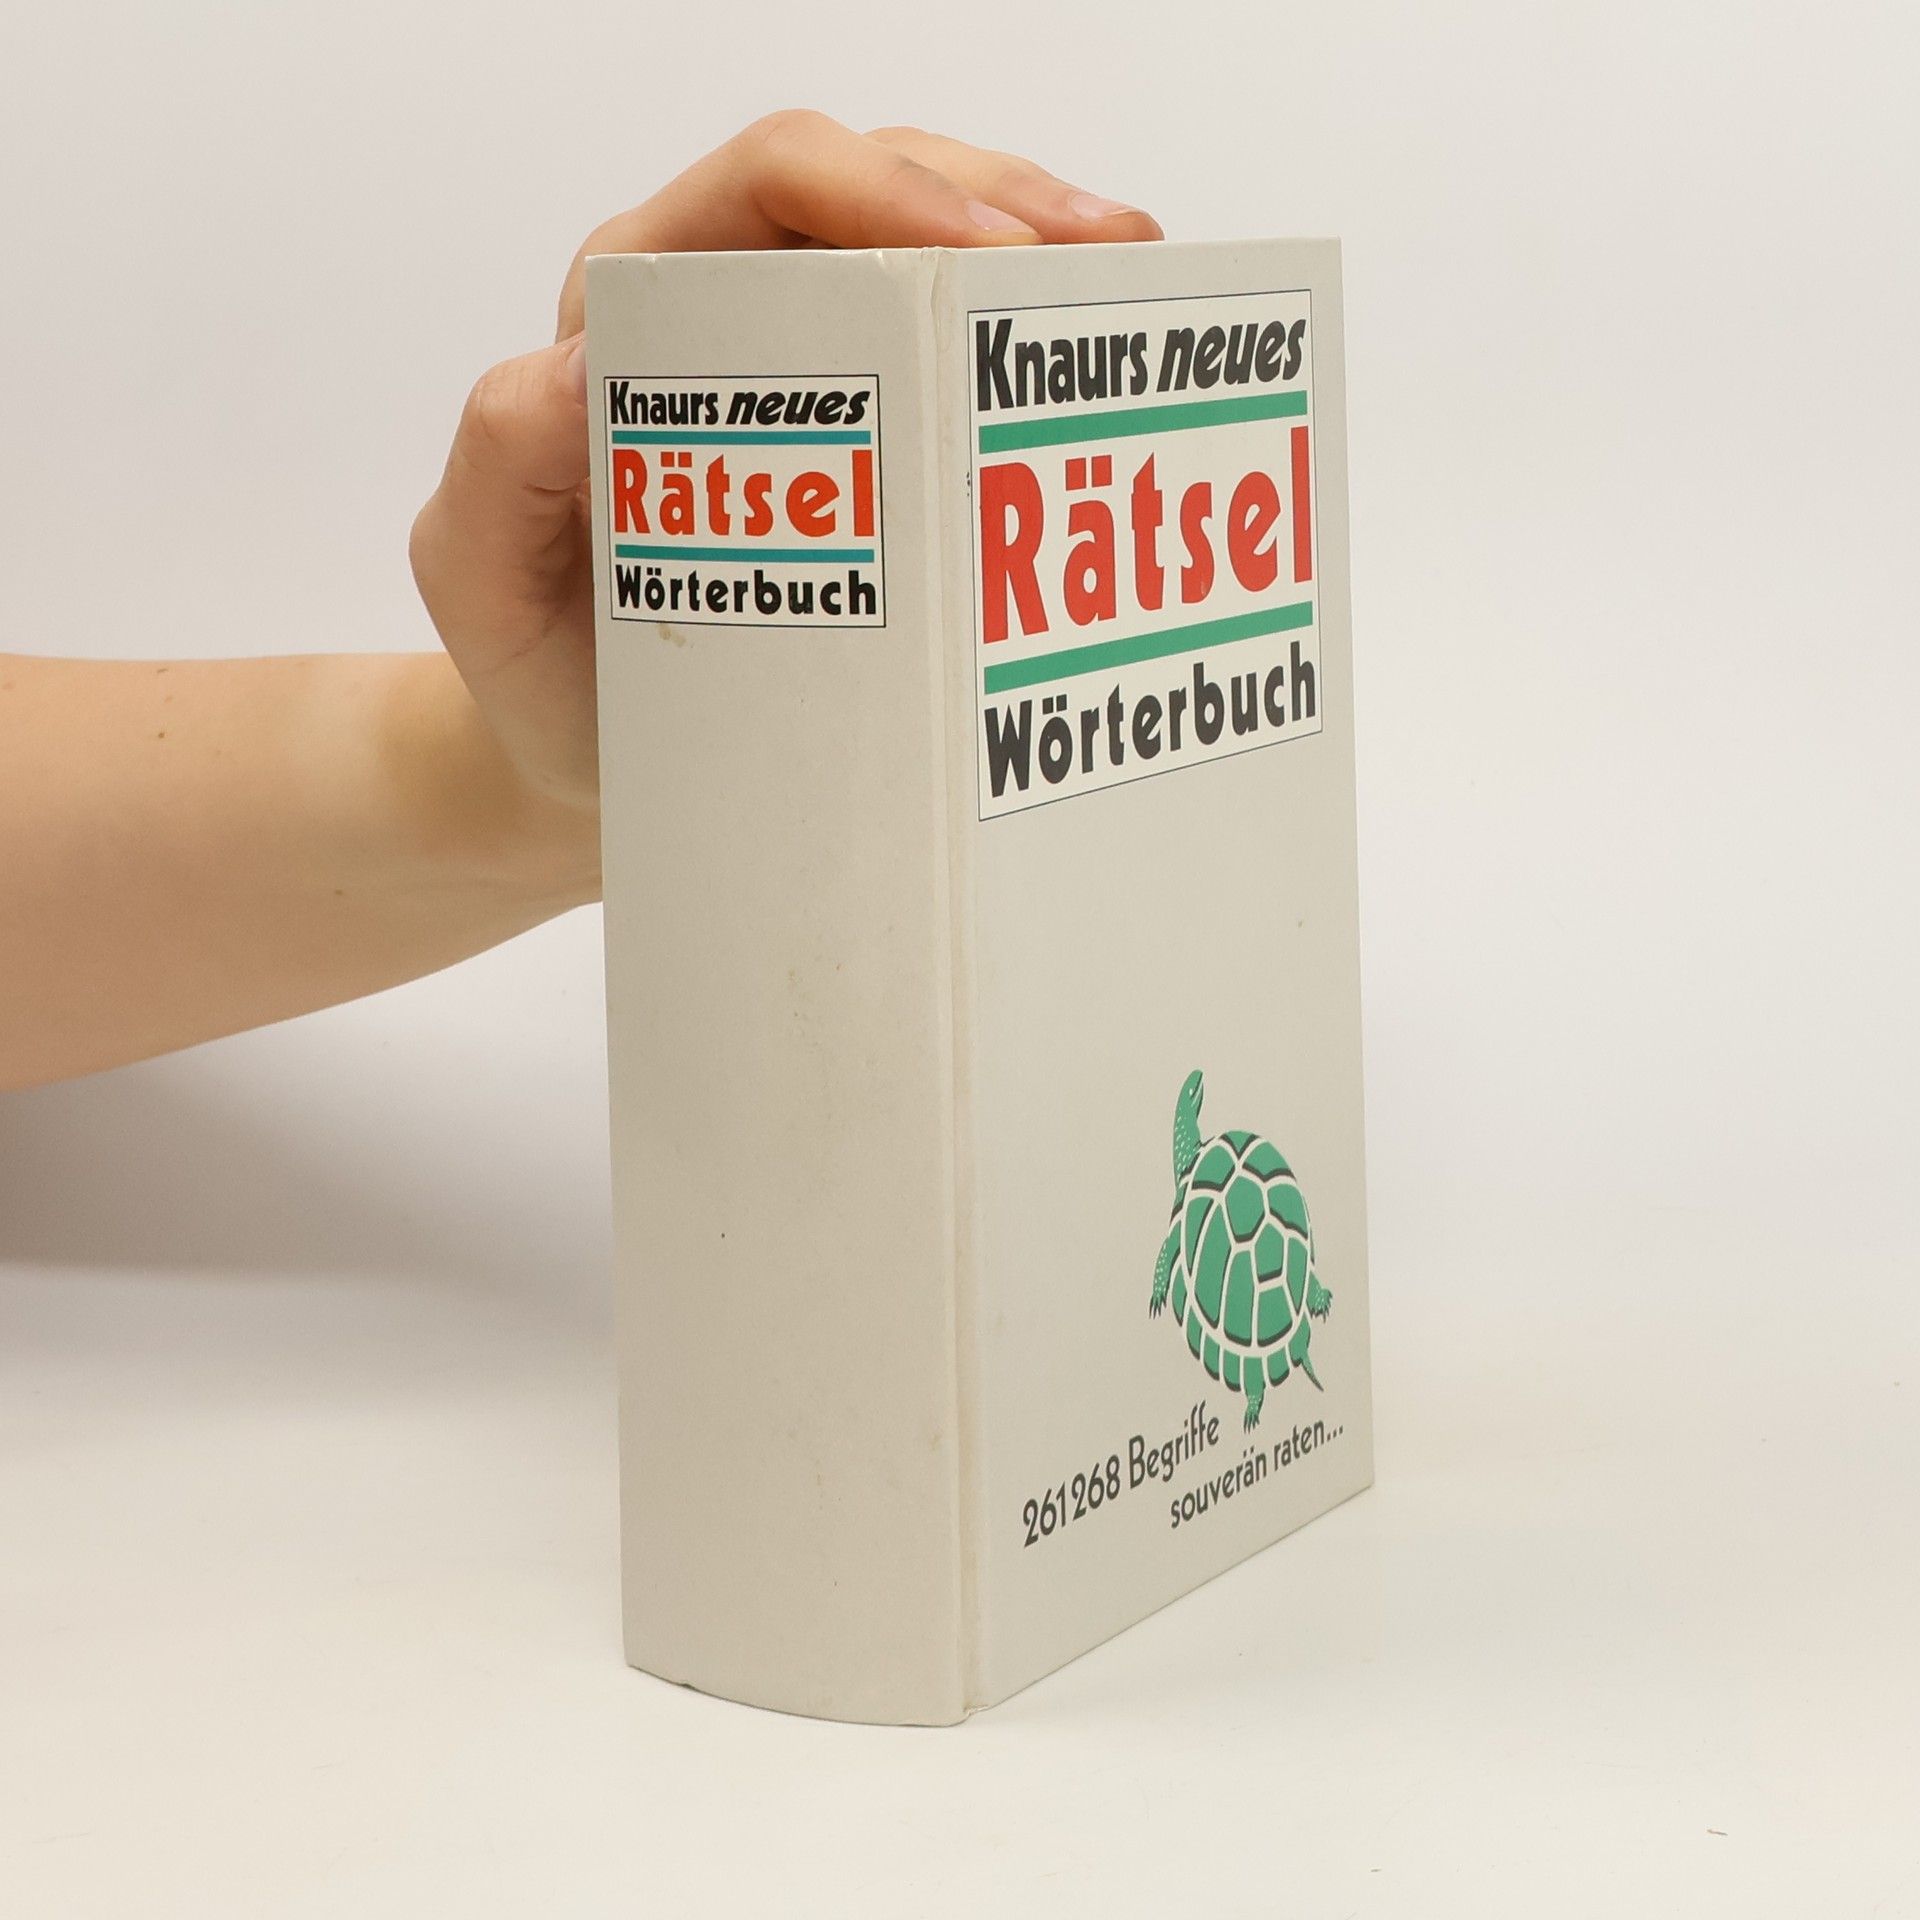 Knaurs neues
Rätsel
Wörterbuch
Knaurs neues
Rätsel
Wörterbuch
261268 Begriffe
souverän raten...